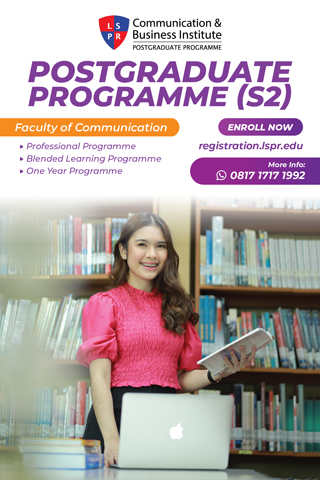 L S
P R
Communication &
Business Institute
POSTGRADUATE PROGRAMME
POSTGRADUATE
PROGRAMME (S2)
Faculty of Communication
Professional Programme
Blended Learning Programme
One Year Programme
ENROLL NOW
registration.lspr.edu
More Info:
0817 1717 1992